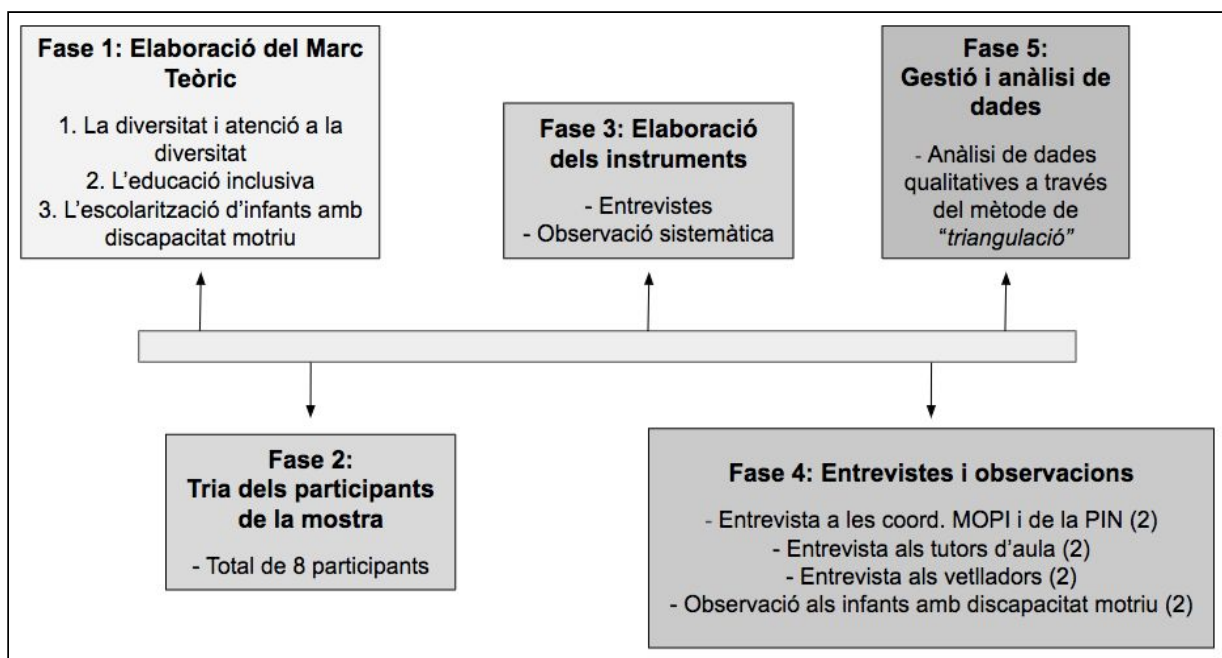 Fase 1: Elaboració del Marc
Teòric
1. La diversitat i atenció a la
diversitat
2. L'educació inclusiva
3. L'escolarització d'infants amb
discapacitat motriu
Fase 2:
Tria dels participants
de la mostra
- Total de 8 participants
Fase 3: Elaboració
dels instruments
- Entrevistes
- Observació sistemàtica
Fase 4: Entrevistes i observacions
- Entrevista a les coord. MOPI i de la PIN (2)
- Entrevista als tutors d'aula (2)
- Entrevista als vetlladors (2)
- Observació als infants amb discapacitat motriu (2)
Fase 5:
Gestió i anàlisi de
dades
- Anàlisi de dades
qualitatives a través
del mètode de
“triangulació”